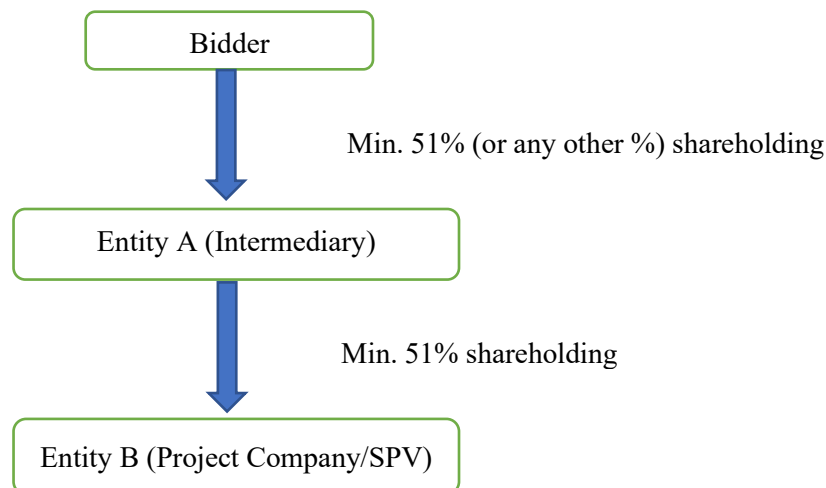 Bidder
Min. 51% (or any other %) shareholding
Entity A (Intermediary)
Min. 51% shareholding
Entity B (Project Company/SPV)